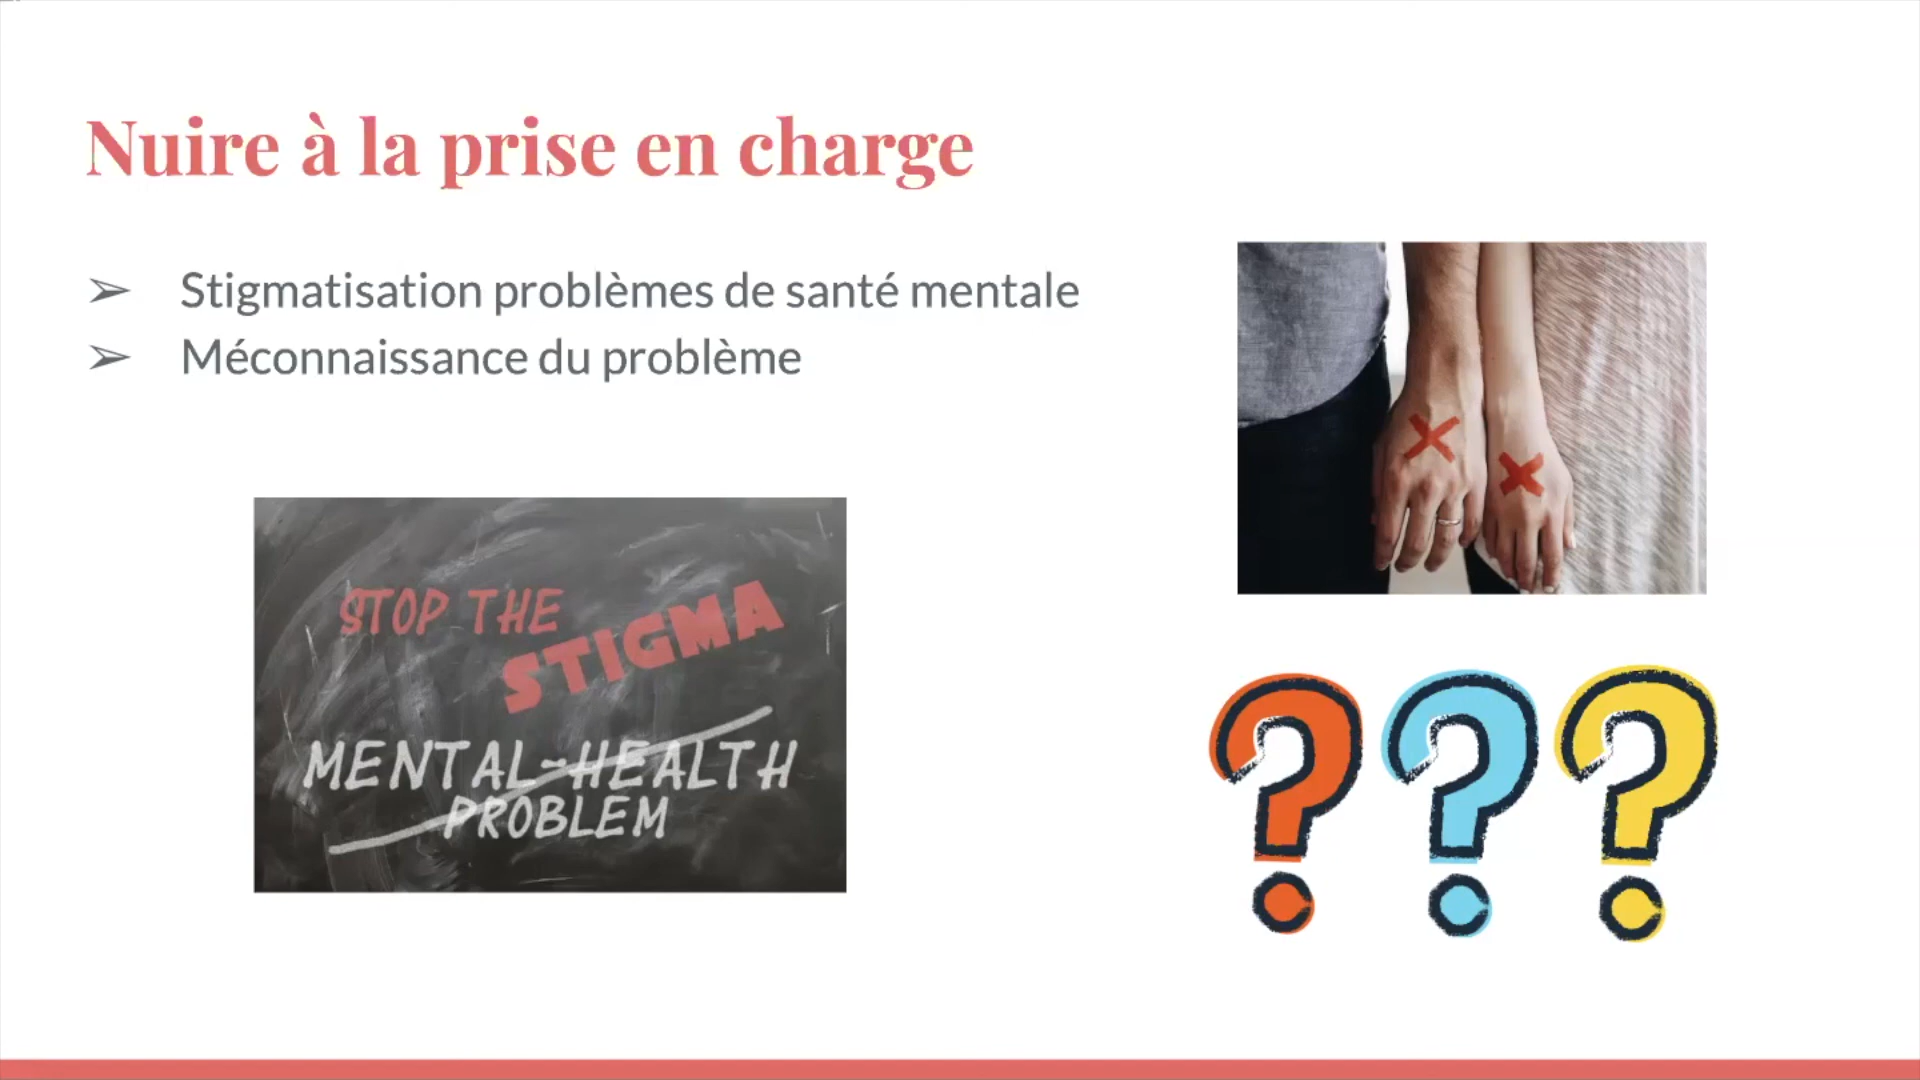 Nuire à la prise en charge
➢ Stigmatisation problèmes de santé mentale
➢ Méconnaissance du problème
STOP THE
STIGMA
MENTAL-HEALTH
PROBLEM
???